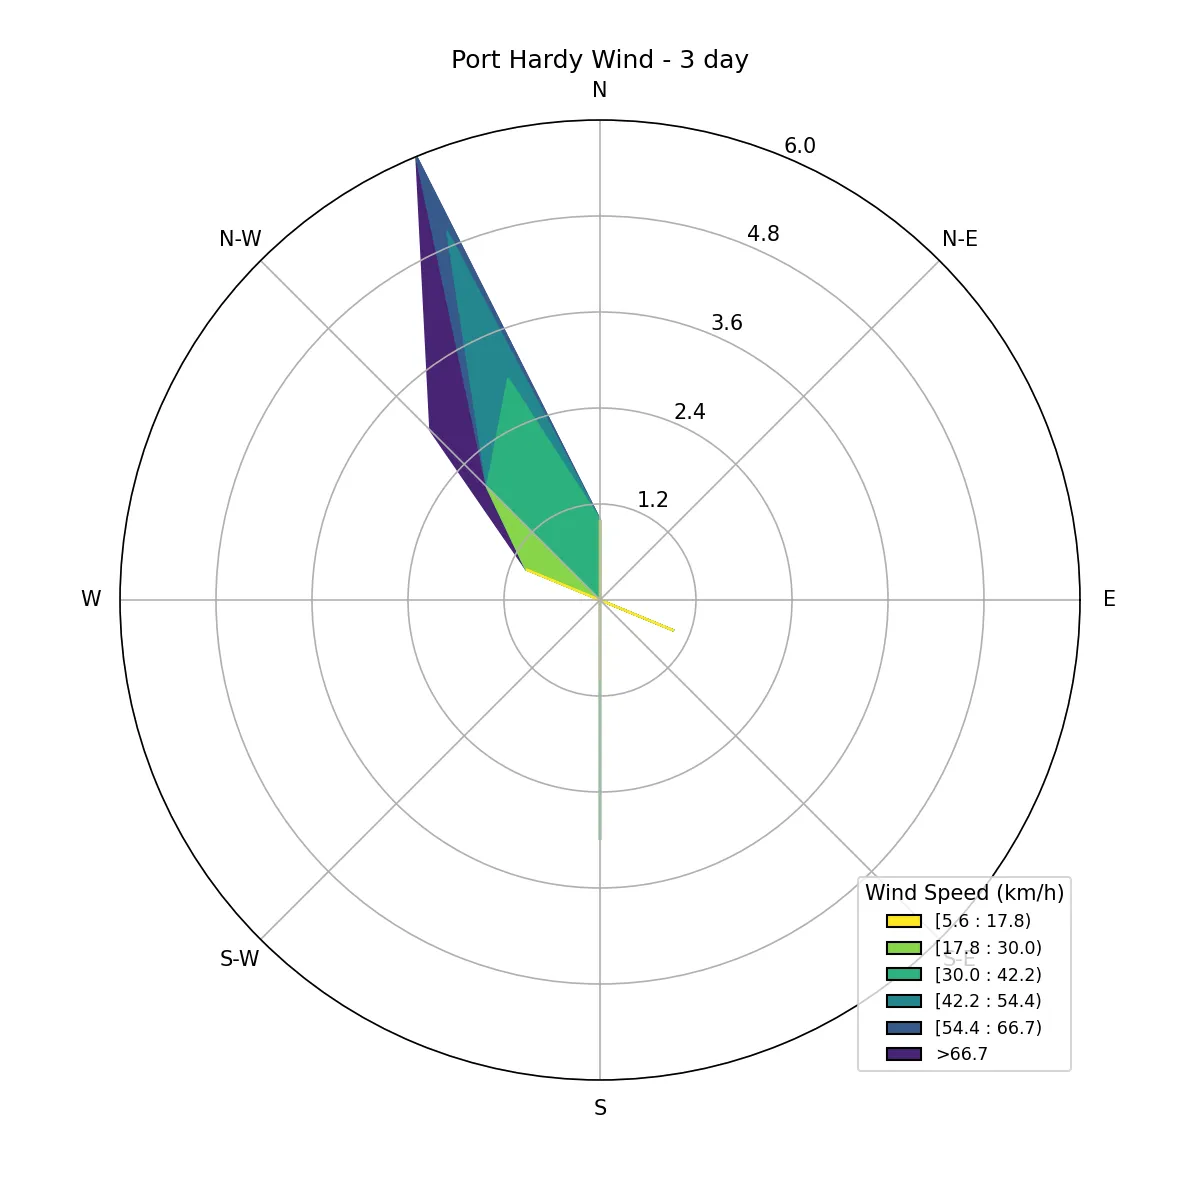 Port Hardy Wind - 3 day
N
6.0
N-W
N-E
4.8
3.6
2.4
1.2
W
E
S-W
S-E
Wind Speed (km/h)
[5.6 : 17.8)
[17.8 : 30.0)
[30.0 : 42.2)
[42.2 : 54.4)
[54.4 : 66.7)
>66.7
S